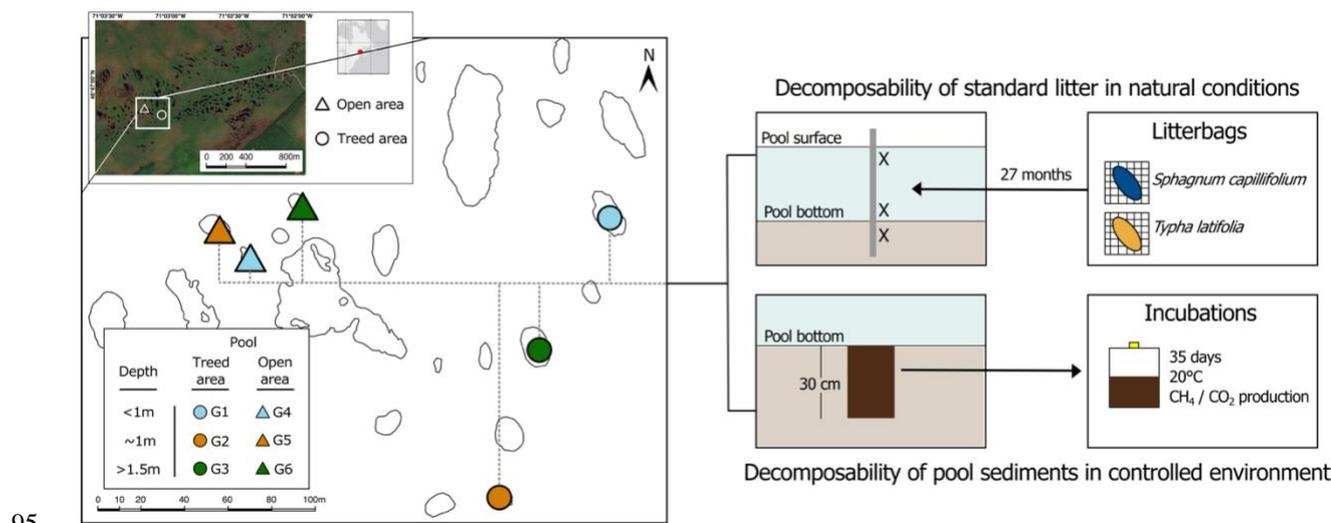 71°03'30"W 71°03'00"W 71°02'30"W 71°02'00"W
Open area
Treed area
0 200 400 800m
N
Pool
Depth Treed area Open area
<1m G1 G4
~1m G2 G5
>1.5m G3 G6
0 10 20 40 60 80 100m
Decomposability of standard litter in natural conditions
Pool surface
X
Pool bottom
X
X
27 months
Litterbags
Sphagnum capillifolium
Typha latifolia
Pool bottom
30 cm
Incubations
35 days
20°C
CH₄ / CO₂ production
Decomposability of pool sediments in controlled environment
95